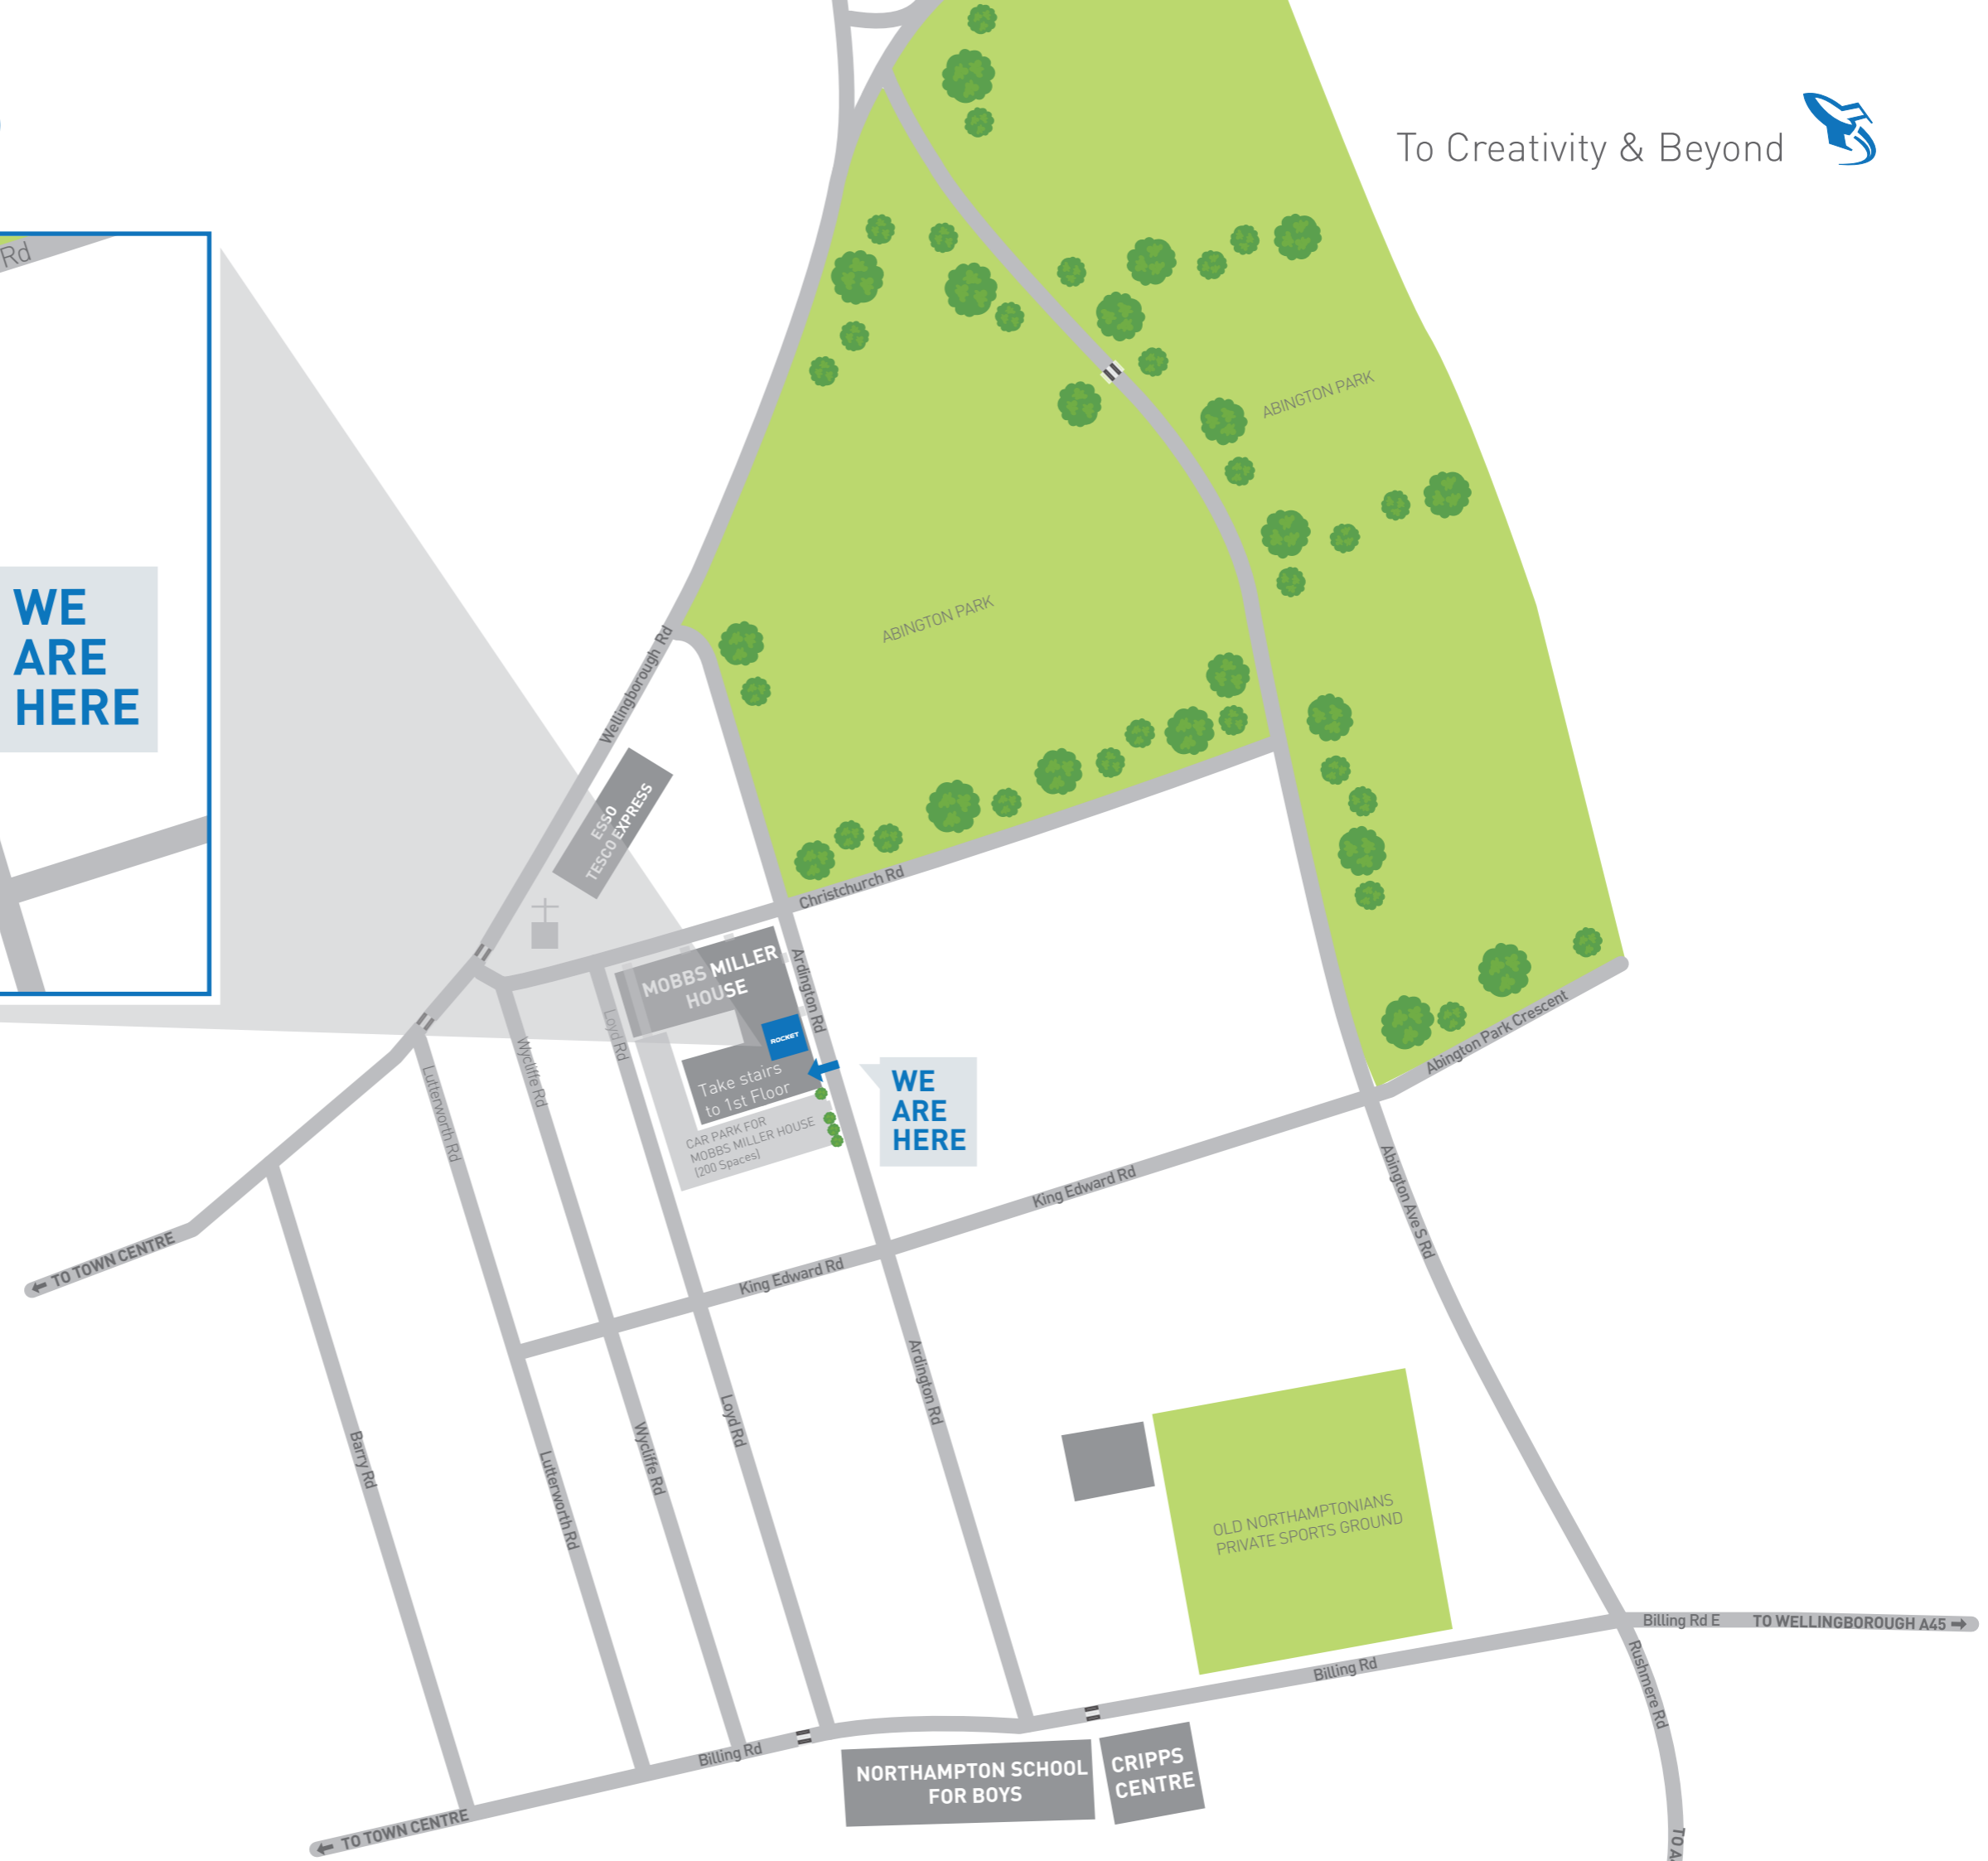 To Creativity & Beyond
Rd
WE
ARE
HERE
ABINGTON PARK
ABINGTON PARK
Wellingborough Rd
ESSO
TESCO EXPRESS
Christchurch Rd
MOBBS MILLER
HOUSE
Ardington Rd
ROCKET
Take stairs
to 1st Floor
CAR PARK FOR
MOBBS MILLER HOUSE
(200 Spaces)
WE
ARE
HERE
Loyd Rd
Wycliffe Rd
Lutterworth Rd
Abington Park Crescent
King Edward Rd
Abington Ave S Rd
TO TOWN CENTRE
King Edward Rd
Ardington Rd
Loyd Rd
Wycliffe Rd
Barry Rd
Lutterworth Rd
OLD NORTHAMPTONIANS
PRIVATE SPORTS GROUND
Billing Rd E
TO WELLINGBOROUGH A45
Billing Rd
Rushmere Rd
Billing Rd
NORTHAMPTON SCHOOL
FOR BOYS
CRIPPS
CENTRE
TO TOWN CENTRE
TO